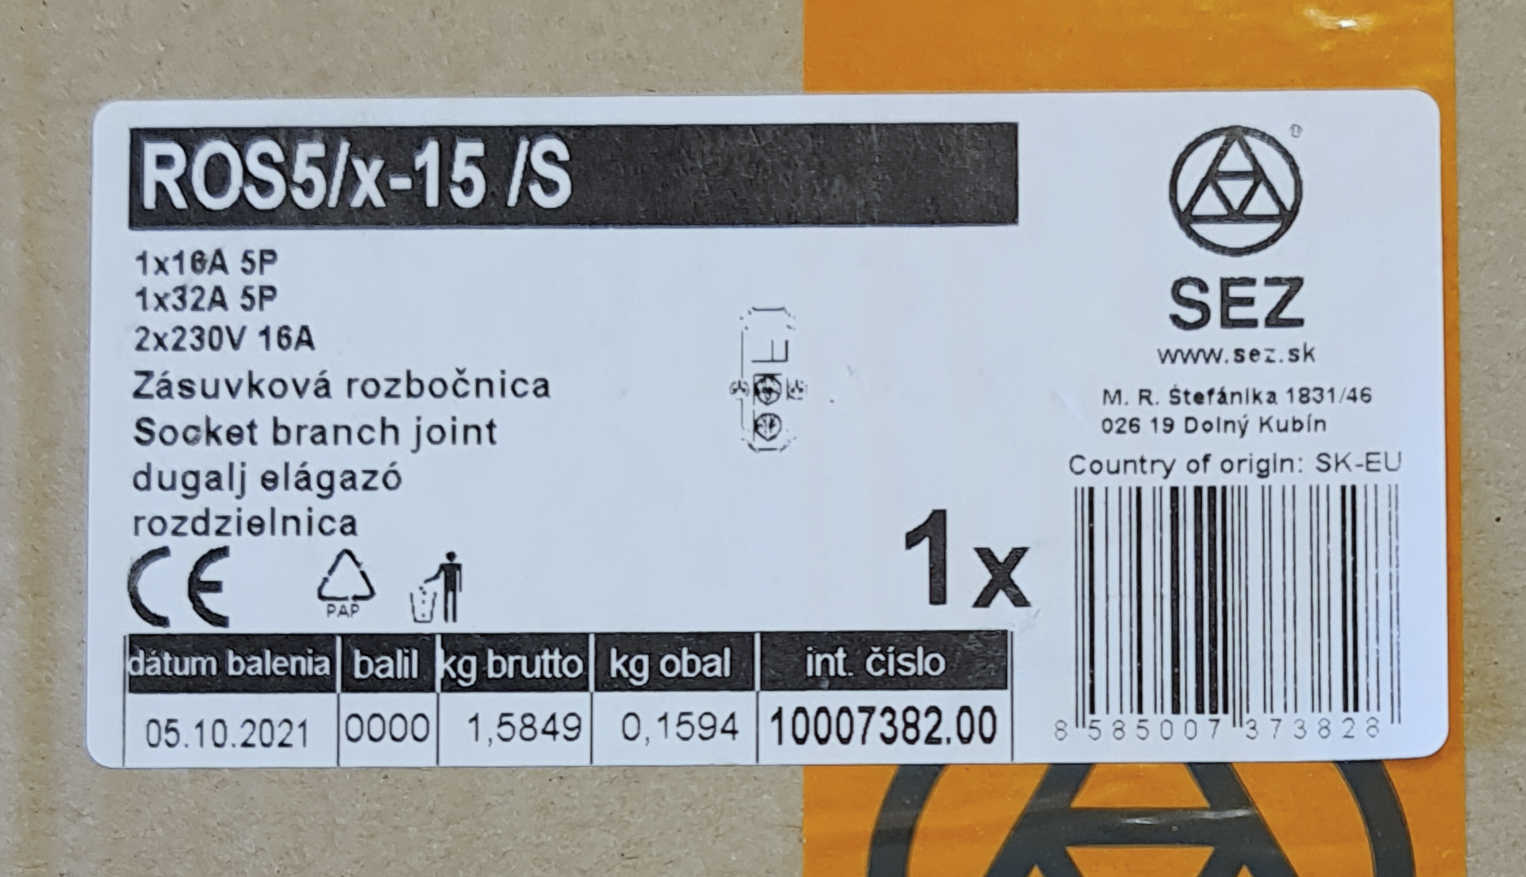 ROS5/x-15 /S
1x16A 5P
1x32A 5P
2x230V 16A
Zásuvková rozbočnica
Socket branch joint
dugalj elágazó
rozdzielnica
CE
PAP
1x
SEZ
www.sez.sk
M. R. Štefánika 1831/46
026 19 Dolný Kubín
Country of origin: SK-EU
8 585007 373828
dátum balenia balil kg brutto kg obal int. číslo
05.10.2021 0000 1,5849 0,1594 10007382.00